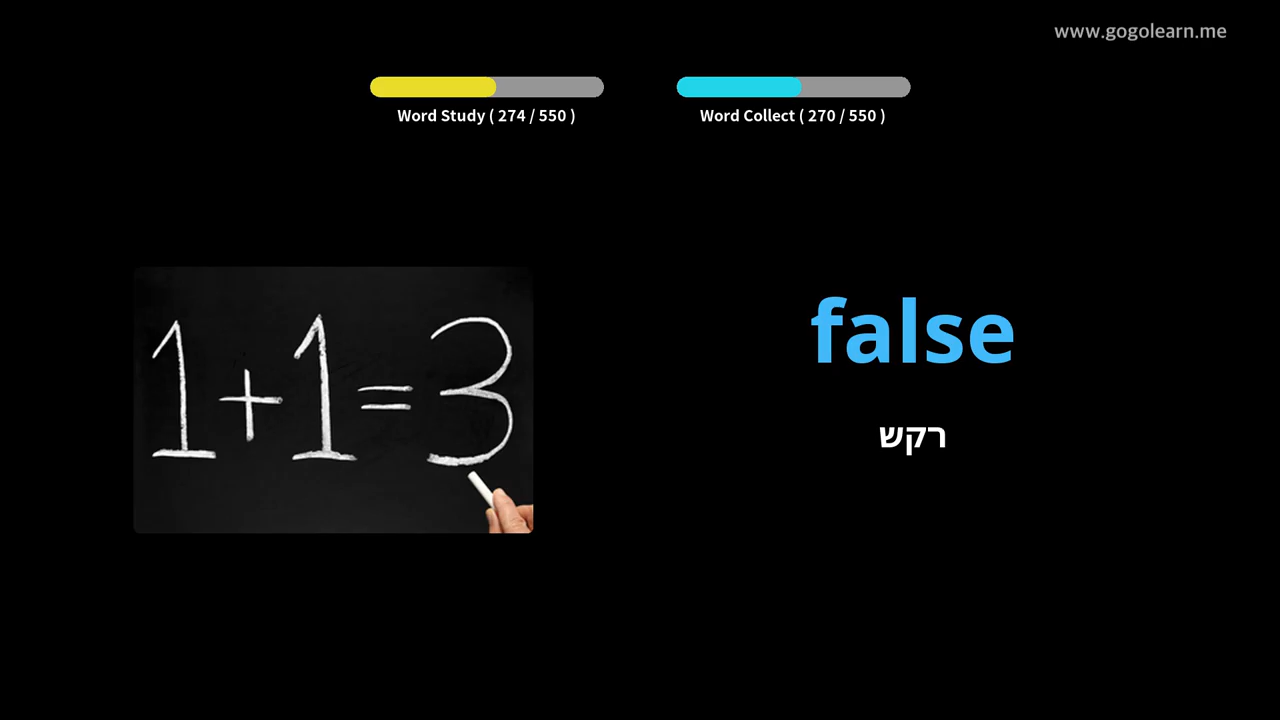 www.gogolearn.me
Word Study ( 274 / 550 )
Word Collect ( 270 / 550 )
1+1=3
false
רקש